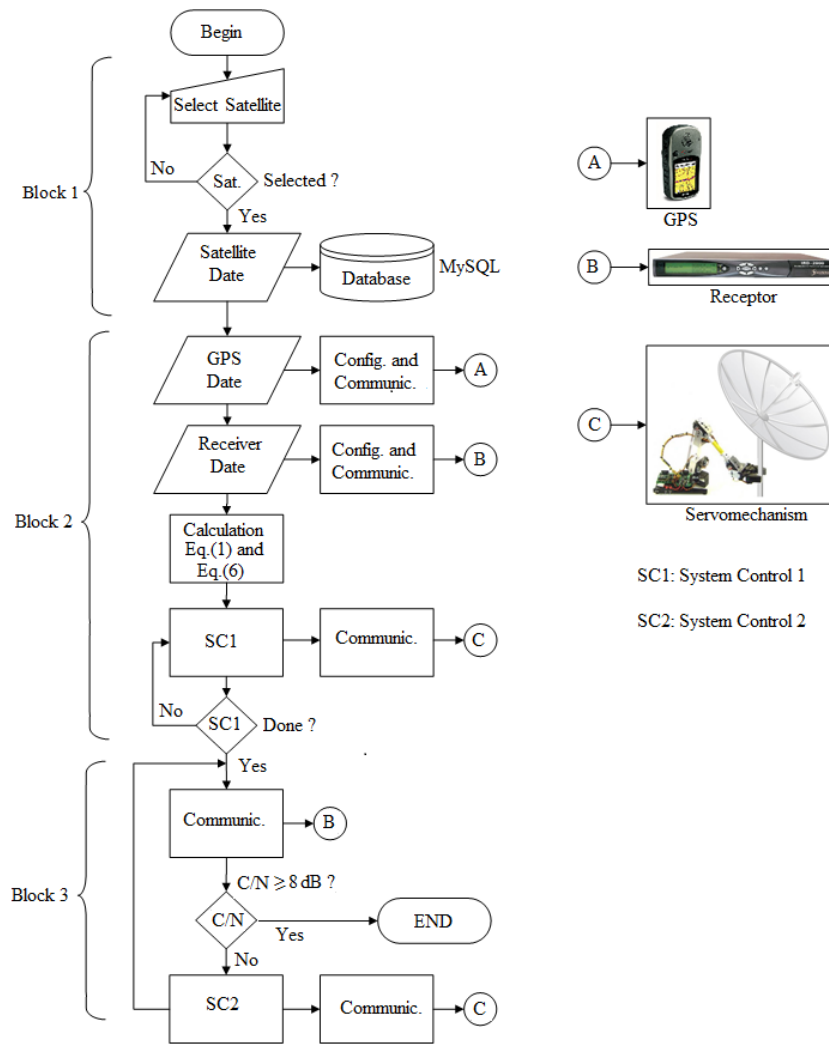 Begin
Select Satellite
No
Sat.
Selected ?
Yes
Block 1
Satellite
Date
Database
MySQL
GPS
Date
Config. and
Communic.
A
Receiver
Date
Config. and
Communic.
B
Block 2
Calculation
Eq.(1) and
Eq.(6)
SC1
Communic.
C
No
SC1
Done ?
Yes
Communic.
B
C/N ≥ 8 dB ?
Block 3
C/N
Yes
END
No
SC2
Communic.
C
A
GPS
B
Receptor
C
Servomechanism
SC1: System Control 1
SC2: System Control 2